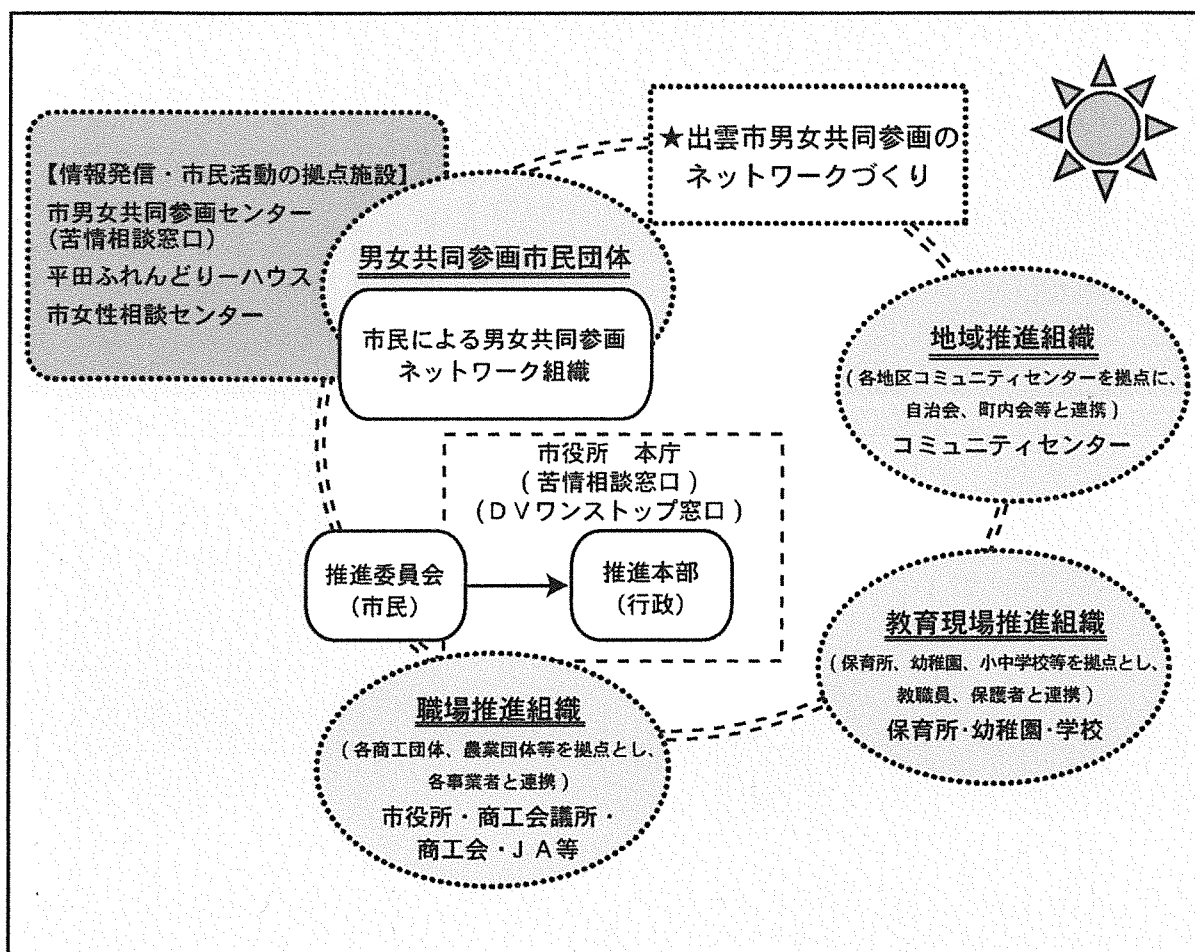 ★出雲市男女共同参画の
ネットワークづくり
【情報発信・市民活動の拠点施設】
市男女共同参画センター
(苦情相談窓口)
平田ふれんどりーハウス
市女性相談センター
男女共同参画市民団体
市民による男女共同参画
ネットワーク組織
地域推進組織
(各地区コミュニティセンターを拠点に、
自治会、町内会等と連携)
コミュニティセンター
市役所　本庁
(苦情相談窓口)
(ＤＶワンストップ窓口)
推進委員会
(市民)
推進本部
(行政)
教育現場推進組織
(保育所、幼稚園、小中学校等を拠点とし、
教職員、保護者と連携)
保育所・幼稚園・学校
職場推進組織
(各商工団体、農業団体等を拠点とし、
各事業者と連携)
市役所・商工会議所・
商工会・ＪＡ等